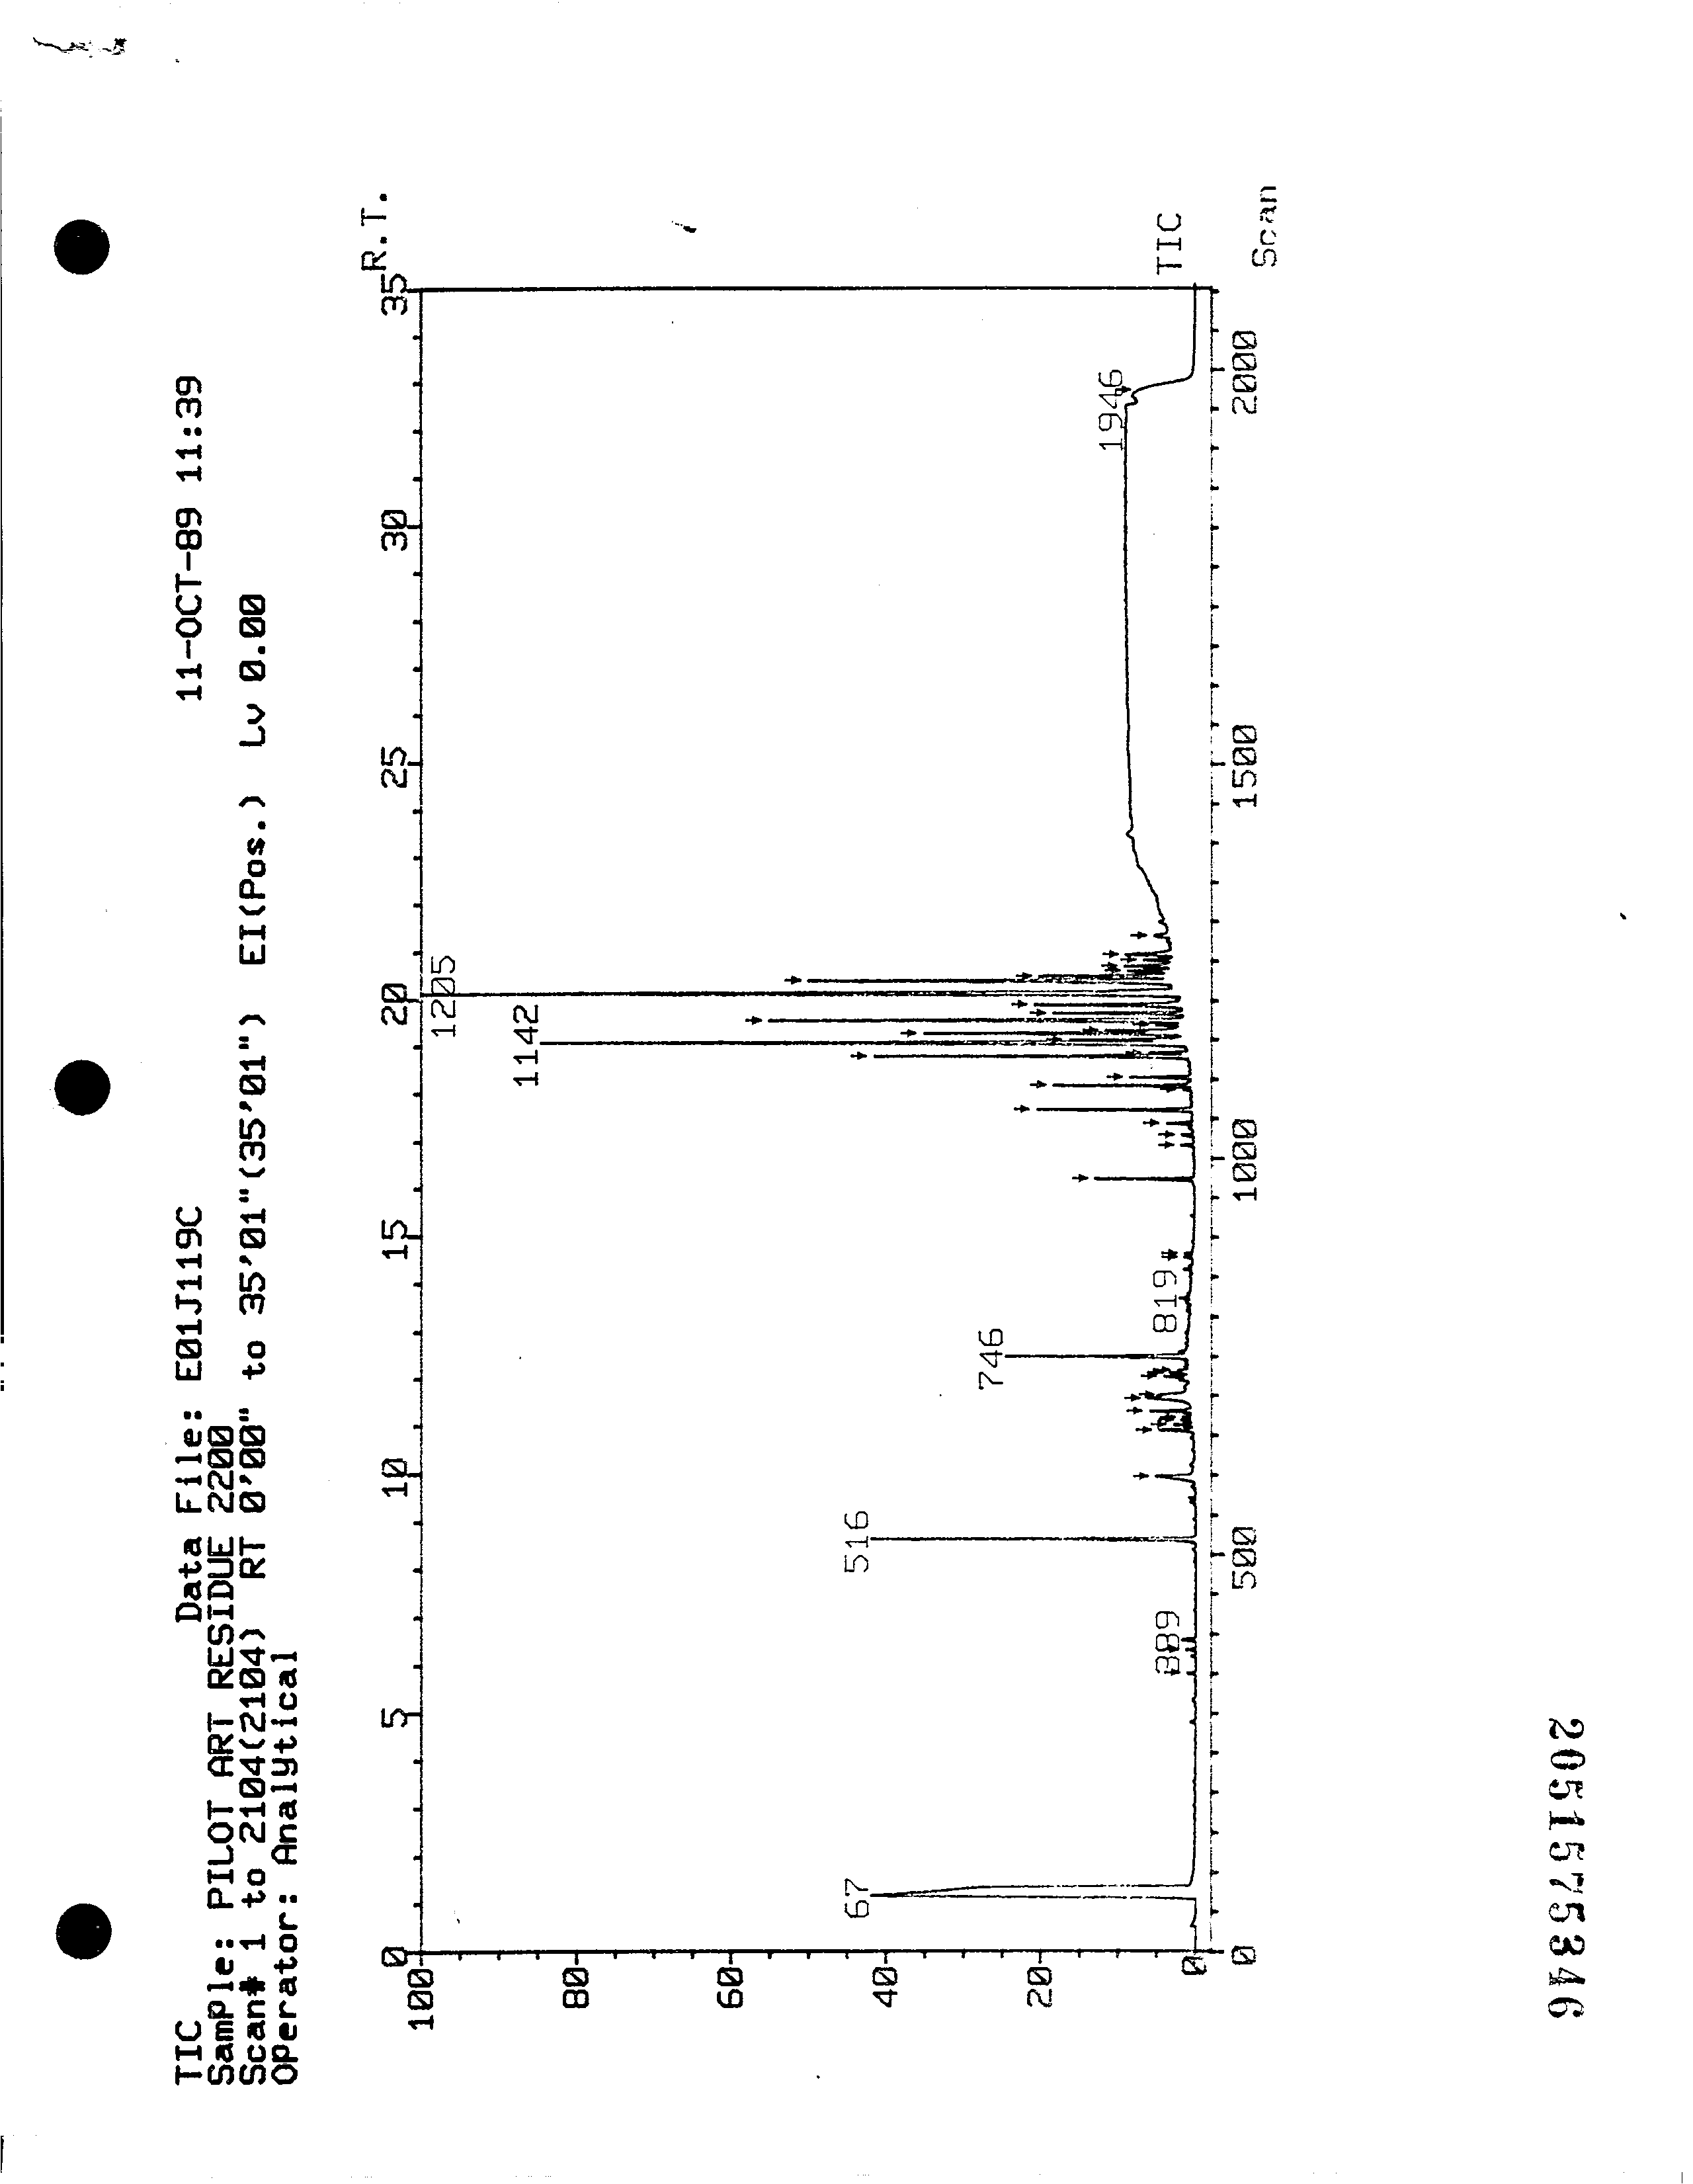 TIC Data File: E01J119C 11-OCT-89 11:39
Sample: PILOT ART RESIDUE 2200
Scan# 1 to 2104(2104) RT 0'00" to 35'01"(35'01") EI(Pos.) Lv 0.00
Operator: Analytical
0 5 10 15 20 25 30 35 R.T.
100
80
60
40
20
0
67
389
516
746
819
1142
1205
1946
TIC
0 500 1000 1500 2000 Scan
2051575346